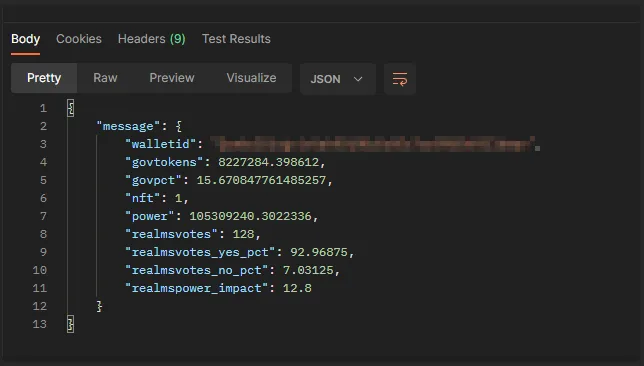 Body Cookies Headers (9) Test Results
Pretty Raw Preview Visualize JSON
1 {
2 "message": {
3 "walletid": "
4 "govtokens": 8227284.398612,
5 "govpct": 15.670847761485257,
6 "nft": 1,
7 "power": 105309240.3022336,
8 "realmsvotes": 128,
9 "realmsvotes_yes_pct": 92.96875,
10 "realmsvotes_no_pct": 7.03125,
11 "realmspower_impact": 12.8
12 }
13 }